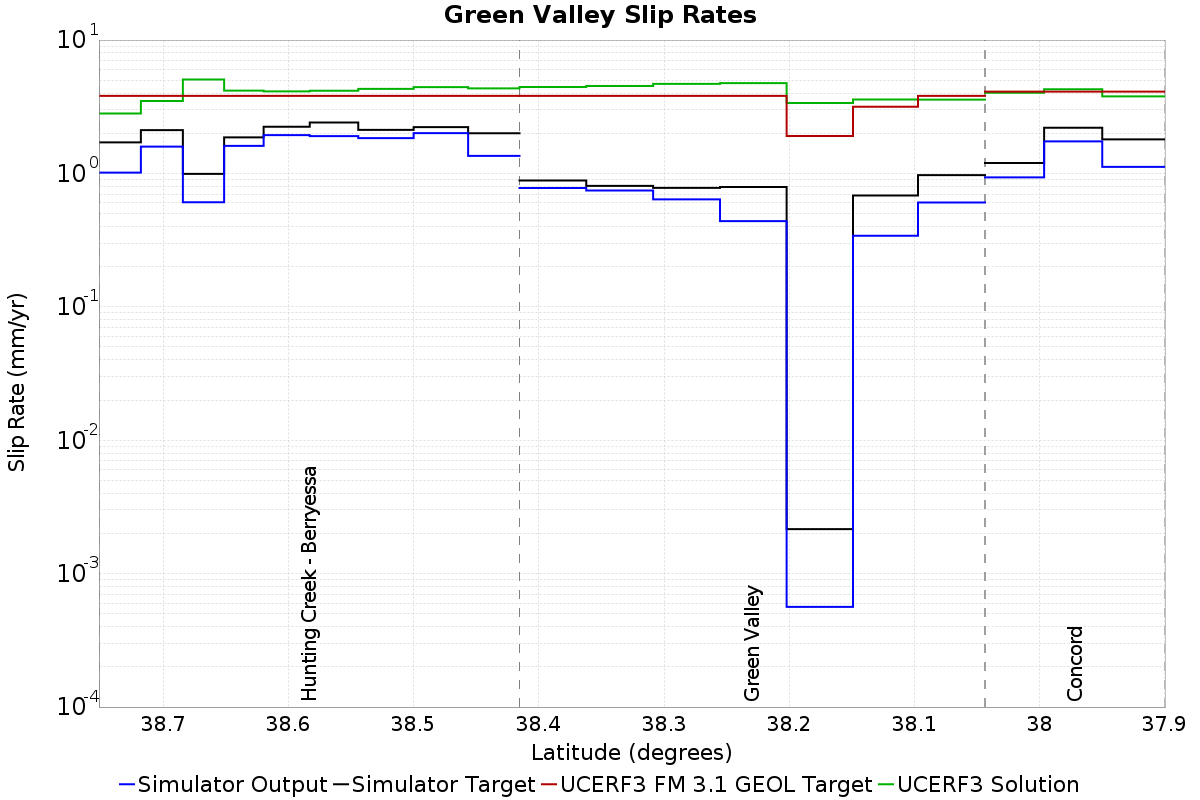 Green Valley Slip Rates
10^1
10^0
10^-1
10^-2
10^-3
10^-4
Slip Rate (mm/yr)
Hunting Creek - Berryessa
Green Valley
Concord
38.7 38.6 38.5 38.4 38.3 38.2 38.1 38 37.9
Latitude (degrees)
Simulator Output Simulator Target UCERF3 FM 3.1 GEOL Target UCERF3 Solution